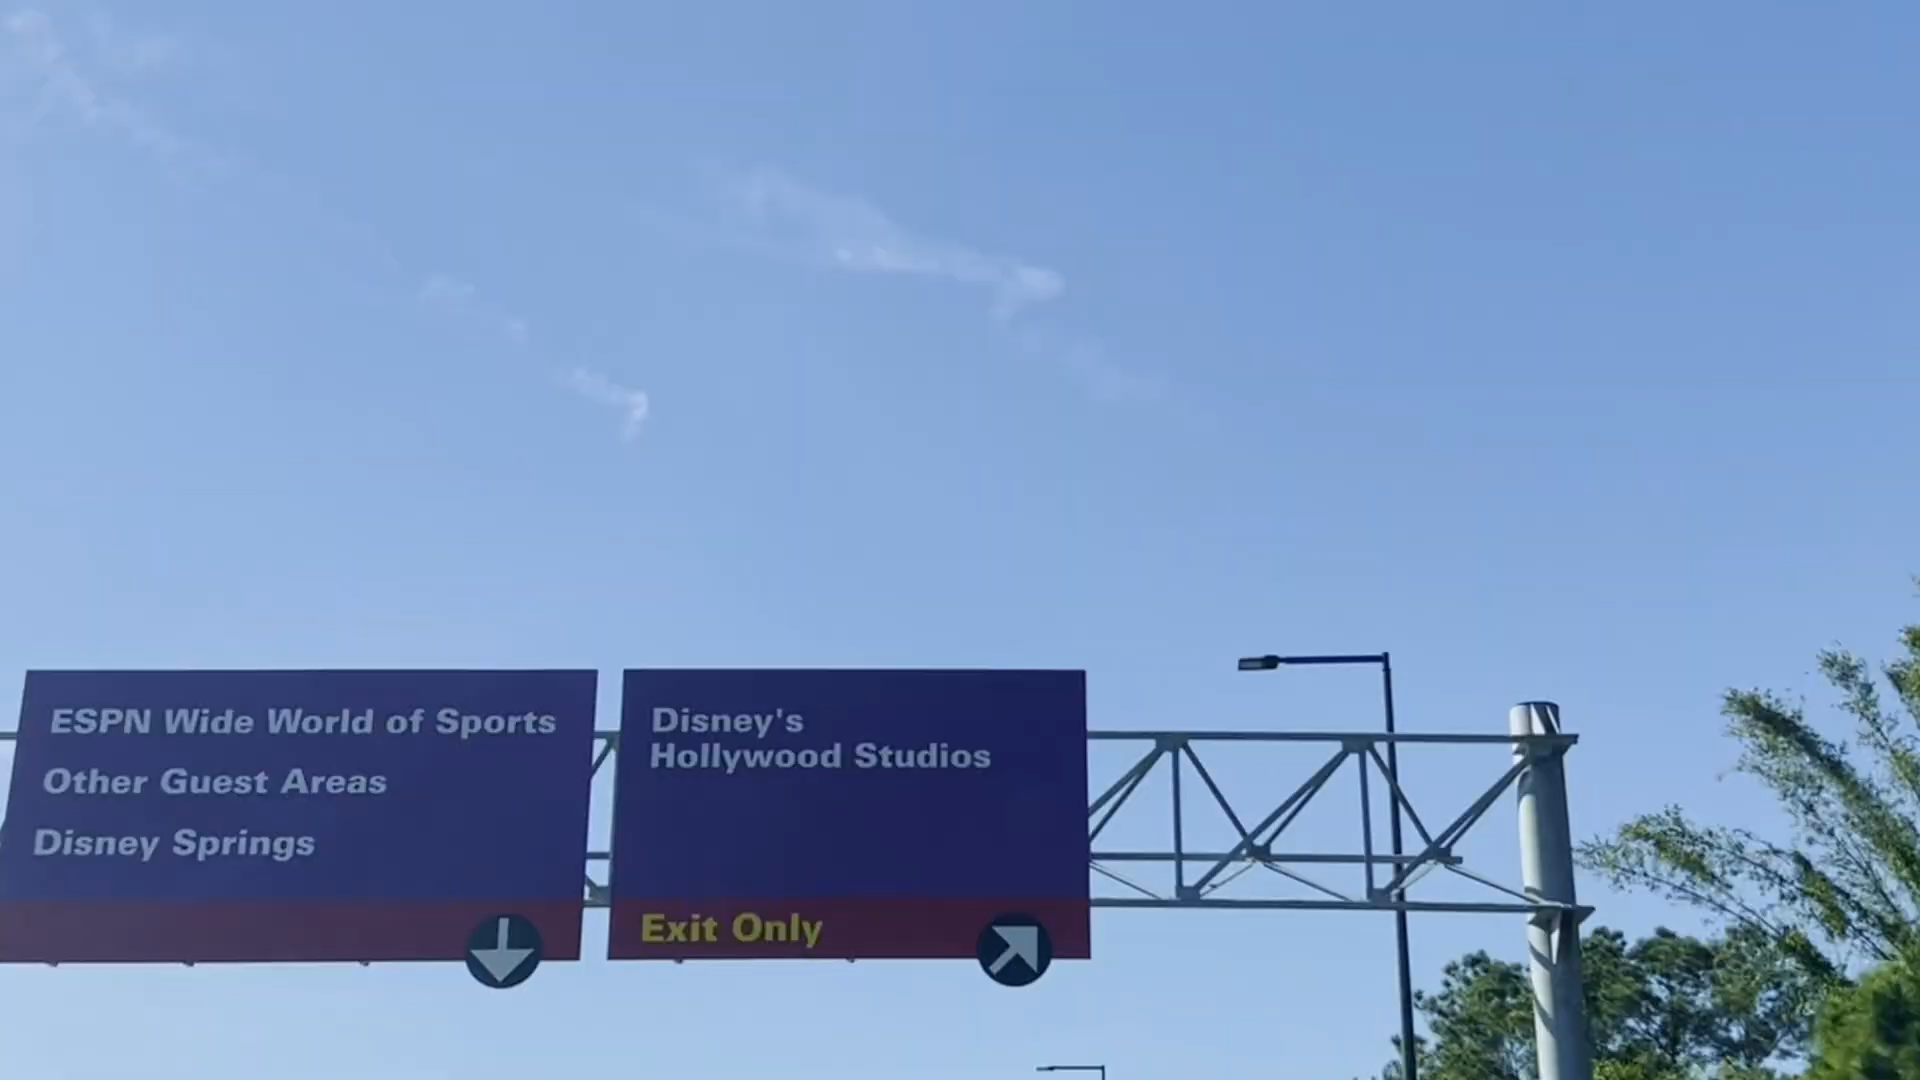 ESPN Wide World of Sports
Other Guest Areas
Disney Springs
Disney's
Hollywood Studios
Exit Only